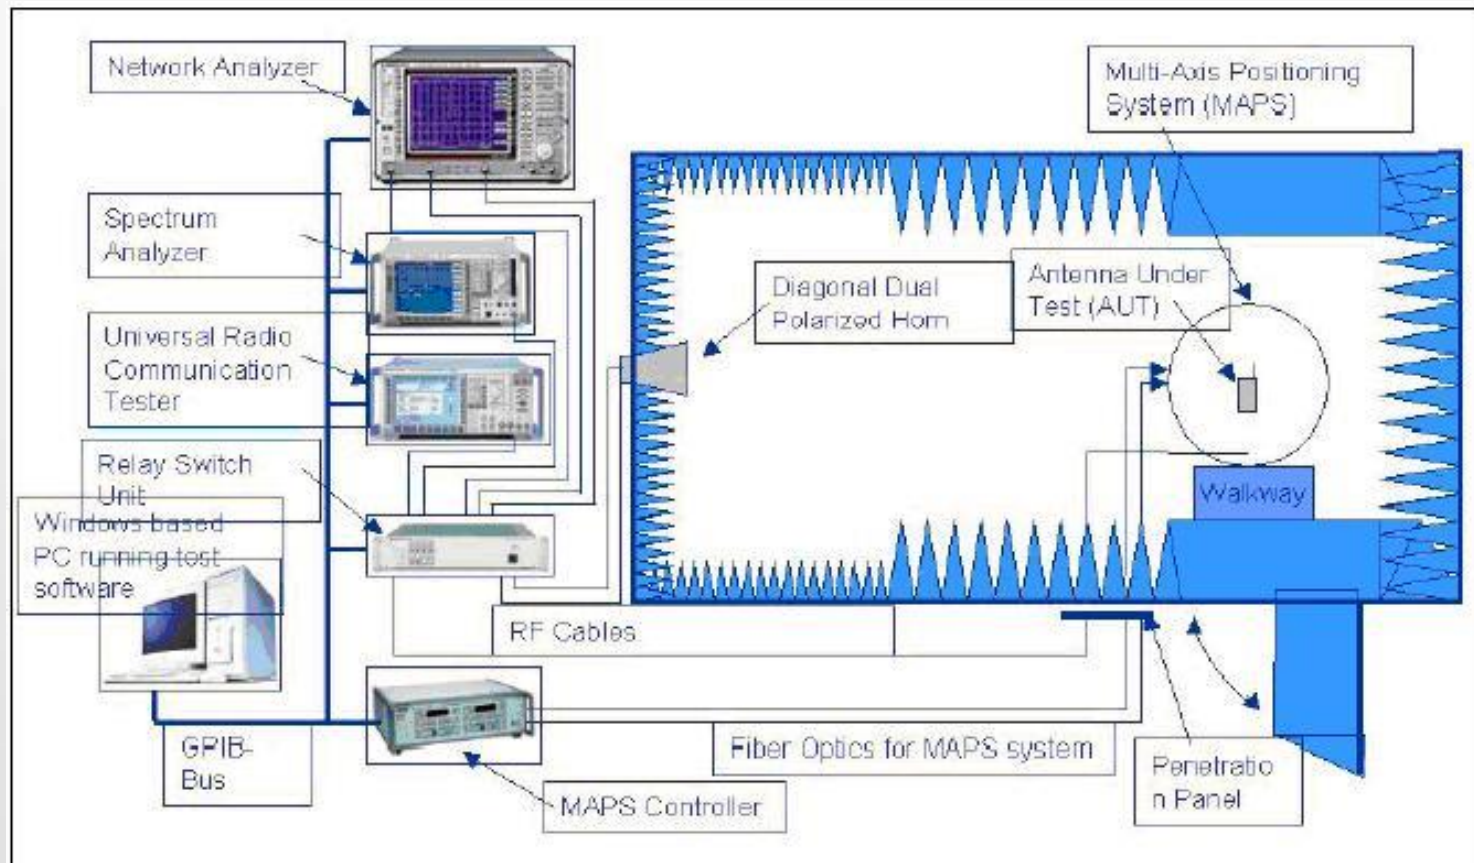 Network Analyzer
Multi-Axis Positioning
System (MAPS)
Spectrum
Analyzer
Diagonal Dual
Polarized Horn
Antenna Under
Test (AUT)
Universal Radio
Communication
Tester
Relay Switch
Unit
Walkway
Windows based
PC running test
software
RF Cables
GPIB-
Bus
Fiber Optics for MAPS system
Penetratio
n Panel
MAPS Controller